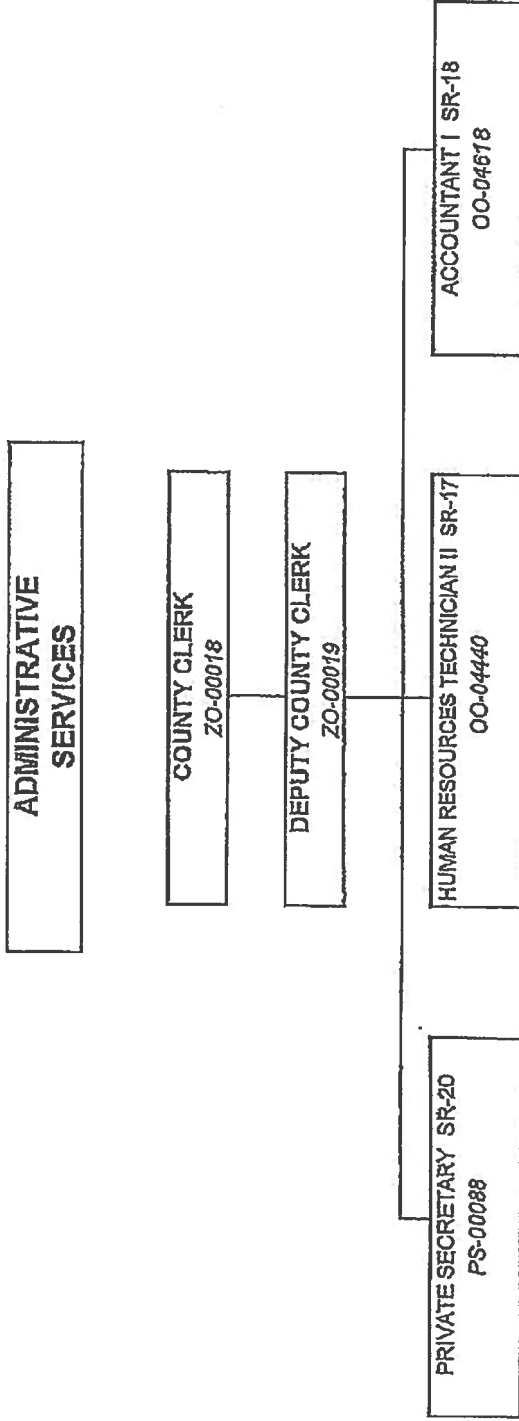 ADMINISTRATIVE
SERVICES
COUNTY CLERK
ZO-00018
DEPUTY COUNTY CLERK
ZO-00019
PRIVATE SECRETARY SR-20
PS-00088
HUMAN RESOURCES TECHNICIAN II SR-17
OO-04440
ACCOUNTANT I SR-18
OO-04618